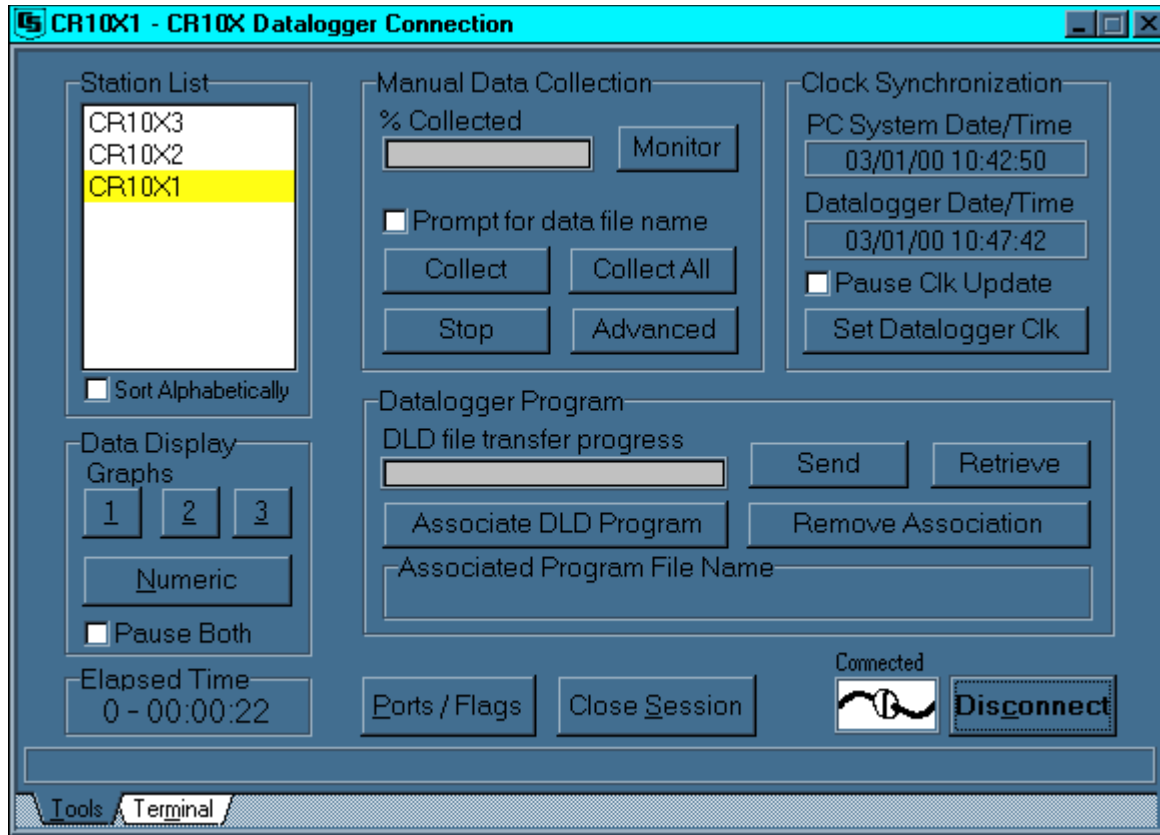 CR10X1 - CR10X Datalogger Connection
Station List
CR10X3
CR10X2
CR10X1
Sort Alphabetically
Data Display
Graphs
1 2 3
Numeric
Pause Both
Elapsed Time
0 - 00:00:22
Manual Data Collection
% Collected
Monitor
Prompt for data file name
Collect Collect All
Stop Advanced
Clock Synchronization
PC System Date/Time
03/01/00 10:42:50
Datalogger Date/Time
03/01/00 10:47:42
Pause Clk Update
Set Datalogger Clk
Datalogger Program
DLD file transfer progress
Send Retrieve
Associate DLD Program Remove Association
Associated Program File Name
Ports / Flags Close Session
Connected
Disconnect
Tools Terminal